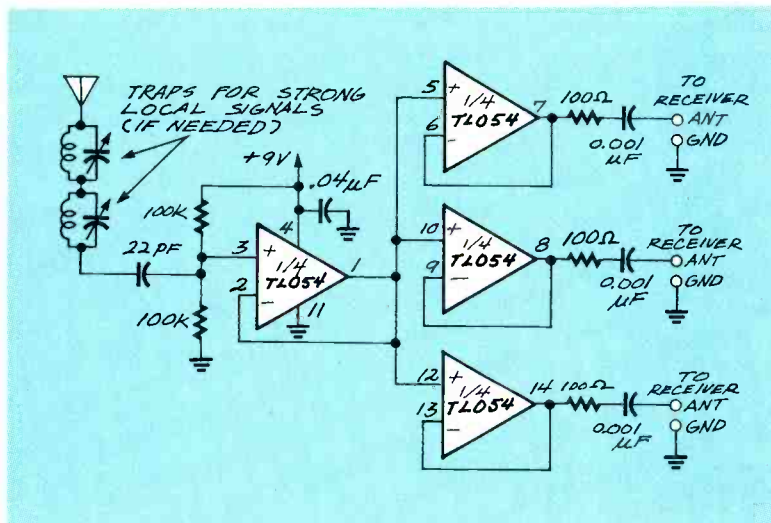 TRAPS FOR STRONG
LOCAL SIGNALS
(IF NEEDED)
+9V
.04µF
100K
4
22PF
3
+
1/4
TL054
1
2
−
11
100K
5
+
1/4
TL054
7
6
−
100Ω
0.001
µF
TO
RECEIVER
ANT
GND
10
+
1/4
TL054
8
9
−
100Ω
0.001
µF
TO
RECEIVER
ANT
GND
12
+
1/4
TL054
14
13
−
100Ω
0.001
µF
TO
RECEIVER
ANT
GND